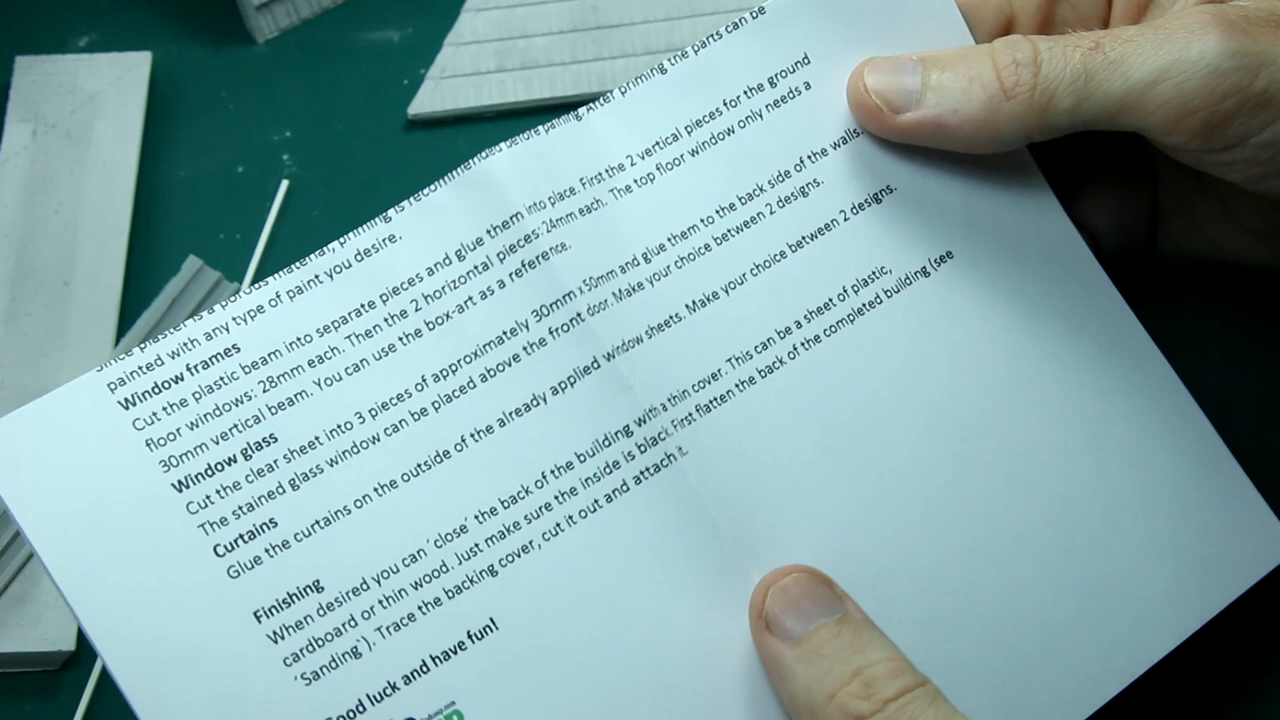 plaster is a porous material, priming is recommended before painting. After priming the parts can be
painted with any type of paint you desire.
Window frames
Cut the plastic beam into separate pieces and glue them into place. First the 2 vertical pieces for the ground
floor windows: 28mm each. Then the 2 horizontal pieces: 24mm each. The top floor window only needs a
30mm vertical beam. You can use the box-art as a reference.
Window glass
Cut the clear sheet into 3 pieces of approximately 30mm x 50mm and glue them to the back side of the walls.
The stained glass window can be placed above the front door. Make your choice between 2 designs.
Curtains
Glue the curtains on the outside of the already applied window sheets. Make your choice between 2 designs.
Finishing
When desired you can 'close' the back of the building with a thin cover. This can be a sheet of plastic,
cardboard or thin wood. Just make sure the inside is black. First flatten the back of the completed building (see
'Sanding'). Trace the backing cover, cut it out and attach it.
Good luck and have fun!